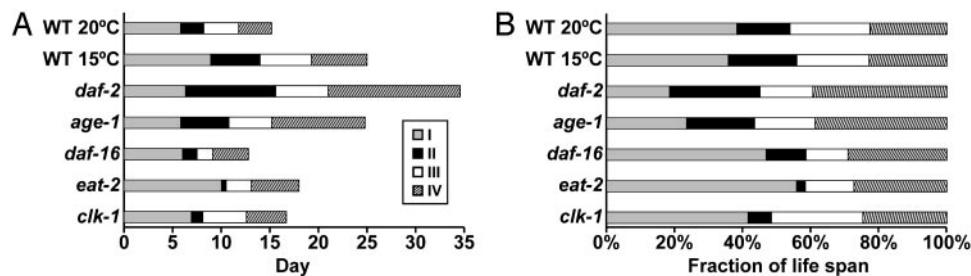 A
WT 20ºC
WT 15ºC
daf-2
age-1
daf-16
eat-2
clk-1
I
II
III
IV
0 5 10 15 20 25 30 35
Day
B
WT 20ºC
WT 15ºC
daf-2
age-1
daf-16
eat-2
clk-1
0% 20% 40% 60% 80% 100%
Fraction of life span